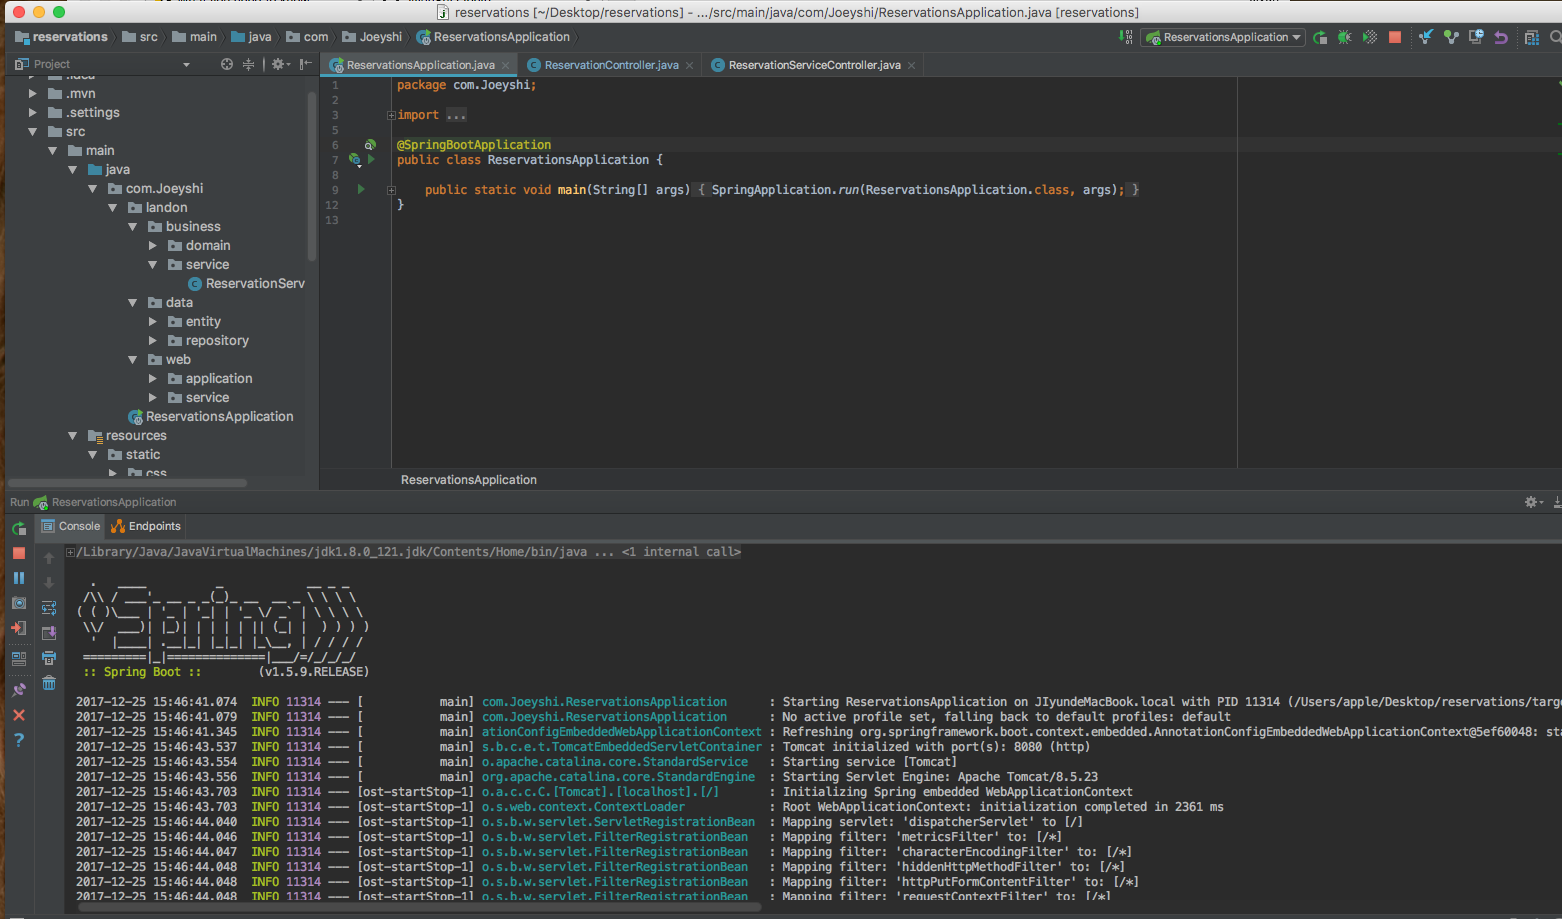 reservations [~/Desktop/reservations] - .../src/main/java/com/Joeyshi/ReservationsApplication.java [reservations]
reservations src main java com Joeyshi ReservationsApplication
ReservationsApplication
Project
ReservationsApplication.java ReservationController.java ReservationServiceController.java
.idea
.mvn
.settings
src
main
java
com.Joeyshi
landon
business
domain
service
ReservationServ
data
entity
repository
web
application
service
ReservationsApplication
resources
static
css
1 package com.Joeyshi;
2
3 import ...
5
6 @SpringBootApplication
7 public class ReservationsApplication {
8
9 public static void main(String[] args) { SpringApplication.run(ReservationsApplication.class, args); }
12 }
13
ReservationsApplication
Run ReservationsApplication
Console Endpoints
/Library/Java/JavaVirtualMachines/jdk1.8.0_121.jdk/Contents/Home/bin/java ... <1 internal call>
  .   ____          _            __ _ _
 /\\ / ___'_ __ _ _(_)_ __  __ _ \ \ \ \
( ( )\___ | '_ | '_| | '_ \/ _` | \ \ \ \
 \\/  ___)| |_)| | | | | || (_| |  ) ) ) )
  '  |____| .__|_| |_|_| |_\__, | / / / /
 =========|_|==============|___/=/_/_/_/
 :: Spring Boot ::        (v1.5.9.RELEASE)
2017-12-25 15:46:41.074  INFO 11314 --- [           main] com.Joeyshi.ReservationsApplication      : Starting ReservationsApplication on JIyundeMacBook.local with PID 11314 (/Users/apple/Desktop/reservations/targ
2017-12-25 15:46:41.079  INFO 11314 --- [           main] com.Joeyshi.ReservationsApplication      : No active profile set, falling back to default profiles: default
2017-12-25 15:46:41.345  INFO 11314 --- [           main] ationConfigEmbeddedWebApplicationContext : Refreshing org.springframework.boot.context.embedded.AnnotationConfigEmbeddedWebApplicationContext@5ef60048: sta
2017-12-25 15:46:43.537  INFO 11314 --- [           main] s.b.c.e.t.TomcatEmbeddedServletContainer : Tomcat initialized with port(s): 8080 (http)
2017-12-25 15:46:43.554  INFO 11314 --- [           main] o.apache.catalina.core.StandardService   : Starting service [Tomcat]
2017-12-25 15:46:43.556  INFO 11314 --- [           main] org.apache.catalina.core.StandardEngine  : Starting Servlet Engine: Apache Tomcat/8.5.23
2017-12-25 15:46:43.703  INFO 11314 --- [ost-startStop-1] o.a.c.c.C.[Tomcat].[localhost].[/]       : Initializing Spring embedded WebApplicationContext
2017-12-25 15:46:43.703  INFO 11314 --- [ost-startStop-1] o.s.web.context.ContextLoader            : Root WebApplicationContext: initialization completed in 2361 ms
2017-12-25 15:46:44.040  INFO 11314 --- [ost-startStop-1] o.s.b.w.servlet.ServletRegistrationBean  : Mapping servlet: 'dispatcherServlet' to [/]
2017-12-25 15:46:44.046  INFO 11314 --- [ost-startStop-1] o.s.b.w.servlet.FilterRegistrationBean   : Mapping filter: 'metricsFilter' to: [/*]
2017-12-25 15:46:44.047  INFO 11314 --- [ost-startStop-1] o.s.b.w.servlet.FilterRegistrationBean   : Mapping filter: 'characterEncodingFilter' to: [/*]
2017-12-25 15:46:44.048  INFO 11314 --- [ost-startStop-1] o.s.b.w.servlet.FilterRegistrationBean   : Mapping filter: 'hiddenHttpMethodFilter' to: [/*]
2017-12-25 15:46:44.048  INFO 11314 --- [ost-startStop-1] o.s.b.w.servlet.FilterRegistrationBean   : Mapping filter: 'httpPutFormContentFilter' to: [/*]
2017-12-25 15:46:44.048  INFO 11314 --- [ost-startStop-1] o.s.b.w.servlet.FilterRegistrationBean   : Mapping filter: 'requestContextFilter' to: [/*]